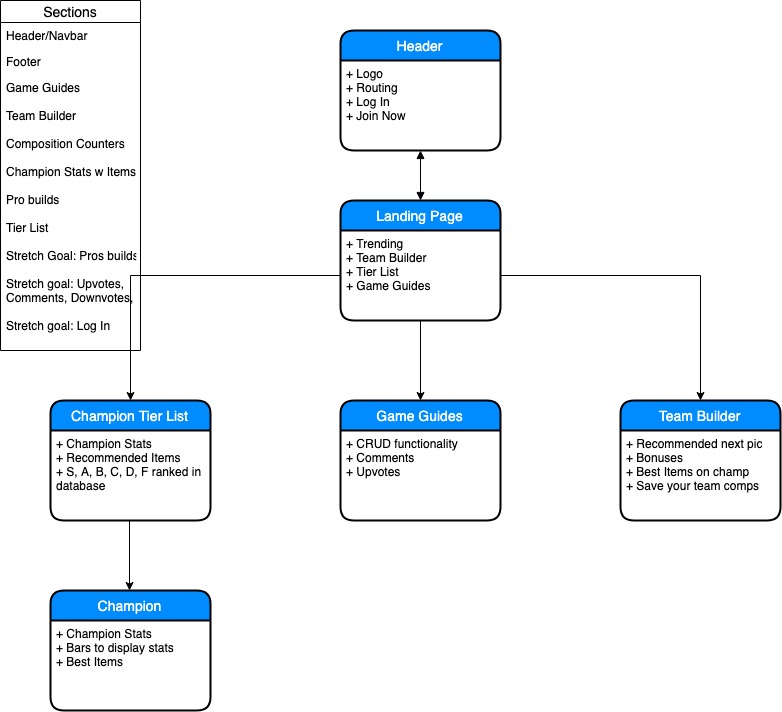 Sections
Header/Navbar
Footer
Game Guides
Team Builder
Composition Counters
Champion Stats w Items
Pro builds
Tier List
Stretch Goal: Pros builds
Stretch goal: Upvotes,
Comments, Downvotes,
Stretch goal: Log In
Header
+ Logo
+ Routing
+ Log In
+ Join Now
Landing Page
+ Trending
+ Team Builder
+ Tier List
+ Game Guides
Champion Tier List
+ Champion Stats
+ Recommended Items
+ S, A, B, C, D, F ranked in
database
Game Guides
+ CRUD functionality
+ Comments
+ Upvotes
Team Builder
+ Recommended next pic
+ Bonuses
+ Best Items on champ
+ Save your team comps
Champion
+ Champion Stats
+ Bars to display stats
+ Best Items